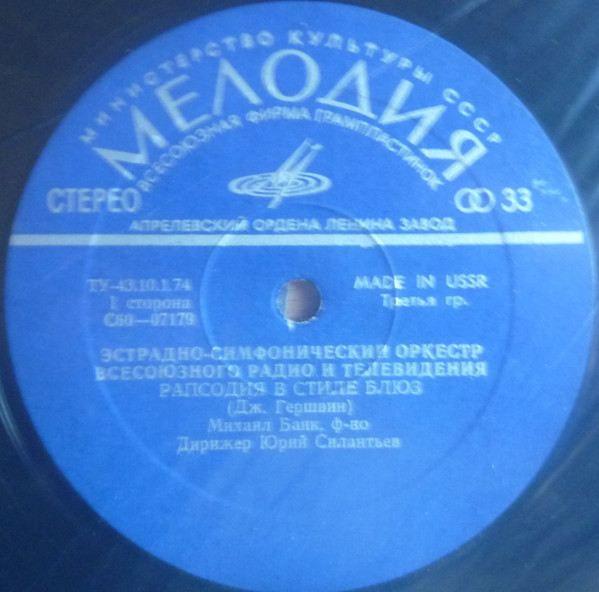 МИНИСТЕРСТВО КУЛЬТУРЫ СССР
МЕЛОДИЯ
ВСЕСОЮЗНАЯ ФИРМА ГРАМПЛАСТИНОК
СТЕРЕО 33
АПРЕЛЕВСКИЙ ОРДЕНА ЛЕНИНА ЗАВОД
ТУ-43.10.1.74
1 сторона
С60—07179
MADE IN USSR
Третья гр.
ЭСТРАДНО-СИМФОНИЧЕСКИЙ ОРКЕСТР
ВСЕСОЮЗНОГО РАДИО И ТЕЛЕВИДЕНИЯ
РАПСОДИЯ В СТИЛЕ БЛЮЗ
(Дж. Гершвин)
Михаил Банк, ф-но
Дирижер Юрий Силантьев